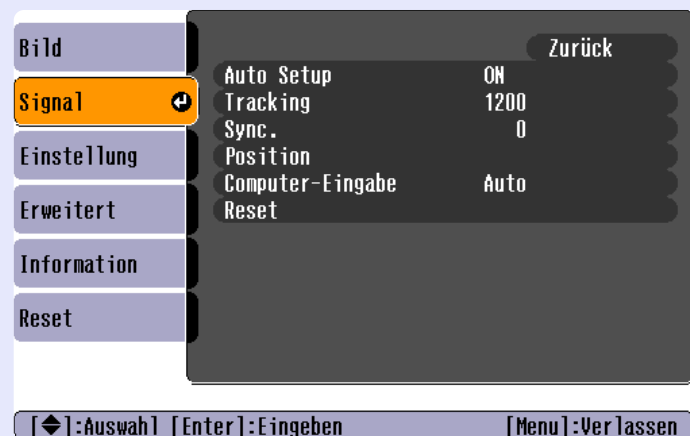 Bild
Signal
Einstellung
Erweitert
Information
Reset
Zurück
Auto Setup ON
Tracking 1200
Sync. 0
Position
Computer-Eingabe Auto
Reset
[◆]:Auswahl [Enter]:Eingeben [Menu]:Verlassen